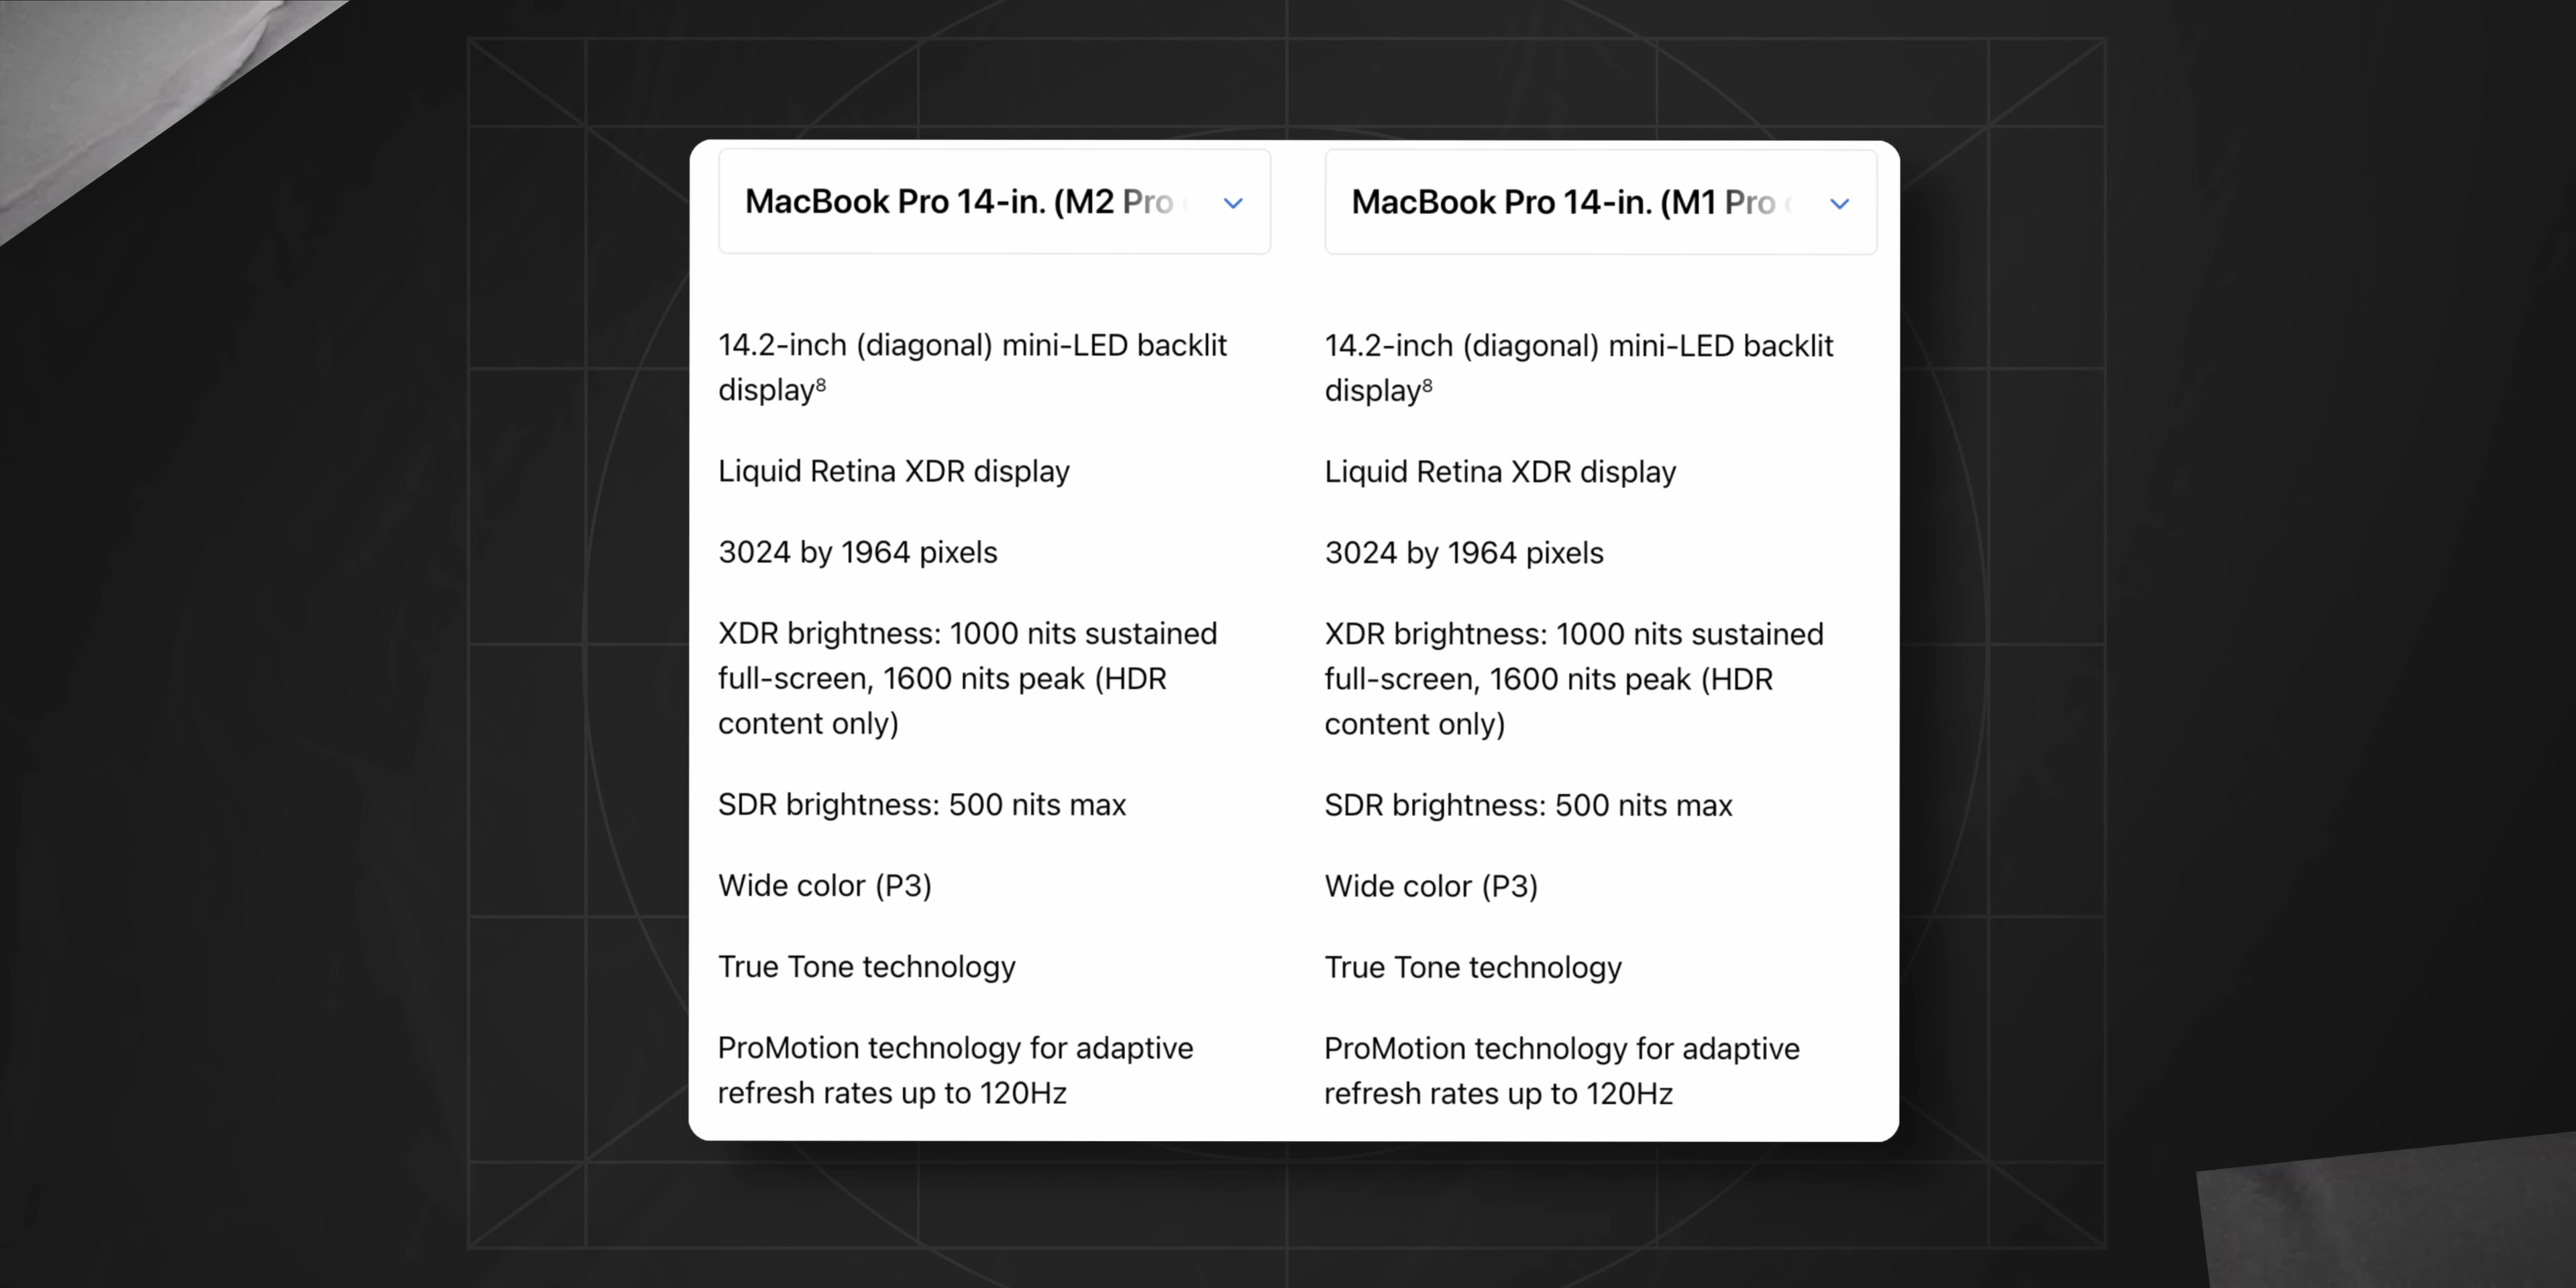 MacBook Pro 14-in. (M2 Pro
MacBook Pro 14-in. (M1 Pro
14.2-inch (diagonal) mini-LED backlit
display⁸
Liquid Retina XDR display
3024 by 1964 pixels
XDR brightness: 1000 nits sustained
full-screen, 1600 nits peak (HDR
content only)
SDR brightness: 500 nits max
Wide color (P3)
True Tone technology
ProMotion technology for adaptive
refresh rates up to 120Hz
14.2-inch (diagonal) mini-LED backlit
display⁸
Liquid Retina XDR display
3024 by 1964 pixels
XDR brightness: 1000 nits sustained
full-screen, 1600 nits peak (HDR
content only)
SDR brightness: 500 nits max
Wide color (P3)
True Tone technology
ProMotion technology for adaptive
refresh rates up to 120Hz